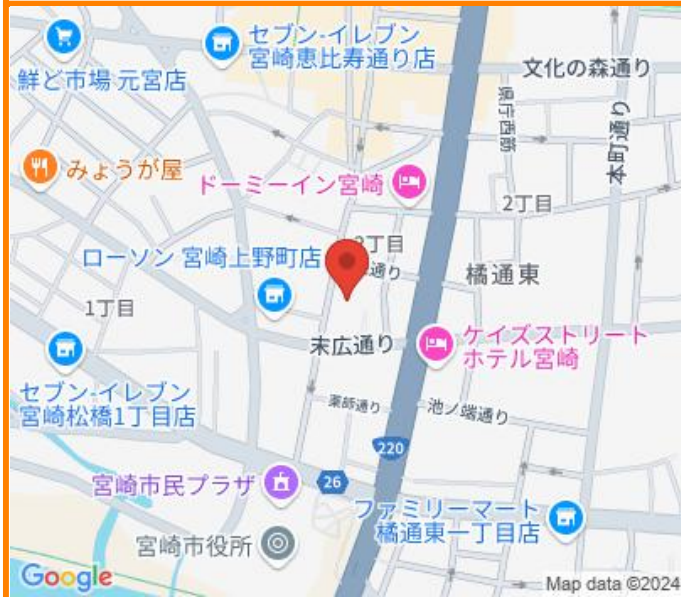 セブン-イレブン
宮崎恵比寿通り店
鮮ど市場 元宮店
文化の森通り
県庁西筋
本町通り
みょうが屋
ドーミーイン宮崎
2丁目
2丁目
通り
ローソン 宮崎上野町店
橘通東
1丁目
末広通り
ケイズストリート
ホテル宮崎
セブン-イレブン
宮崎松橋1丁目店
薬師通り
池ノ端通り
220
宮崎市民プラザ
26
ファミリーマート
橘通東一丁目店
宮崎市役所
Google
Map data ©2024